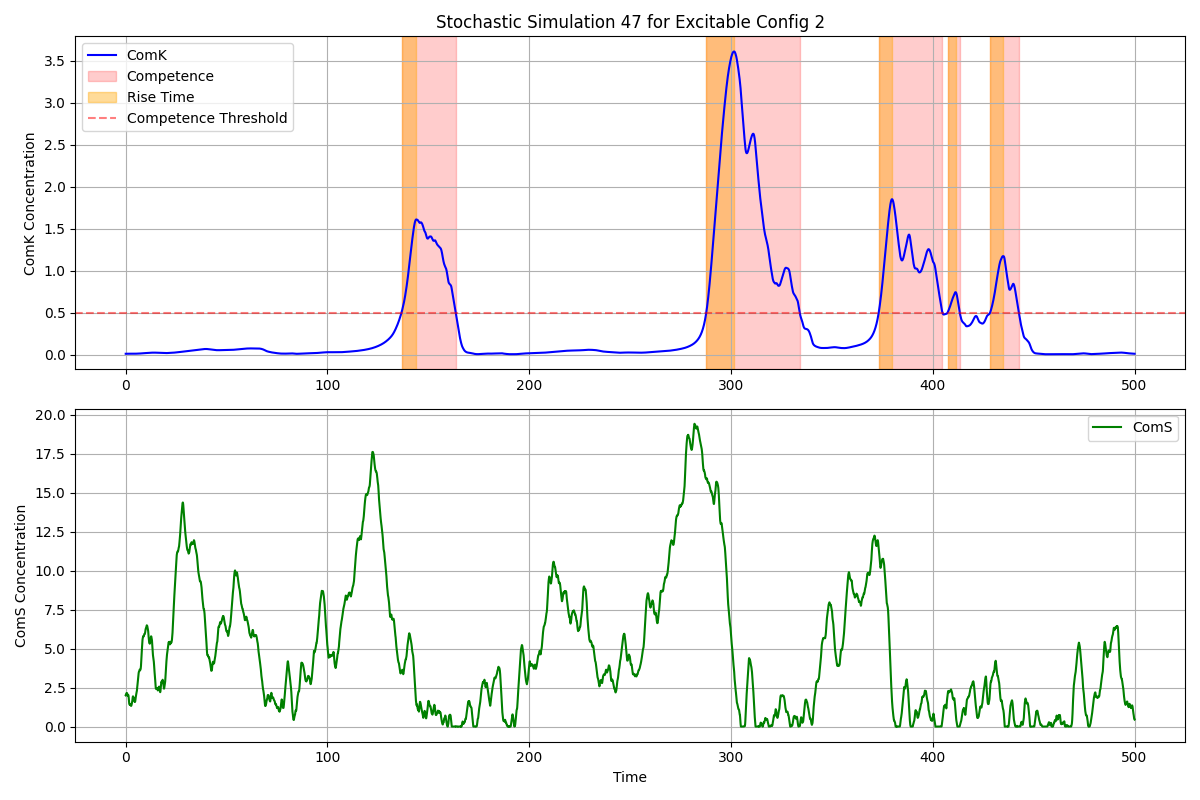 Stochastic Simulation 47 for Excitable Config 2
ComK Concentration
3.5
3.0
2.5
2.0
1.5
1.0
0.5
0.0
ComK
Competence
Rise Time
Competence Threshold
0 100 200 300 400 500
ComS Concentration
20.0
17.5
15.0
12.5
10.0
7.5
5.0
2.5
0.0
ComS
0 100 200 300 400 500
Time